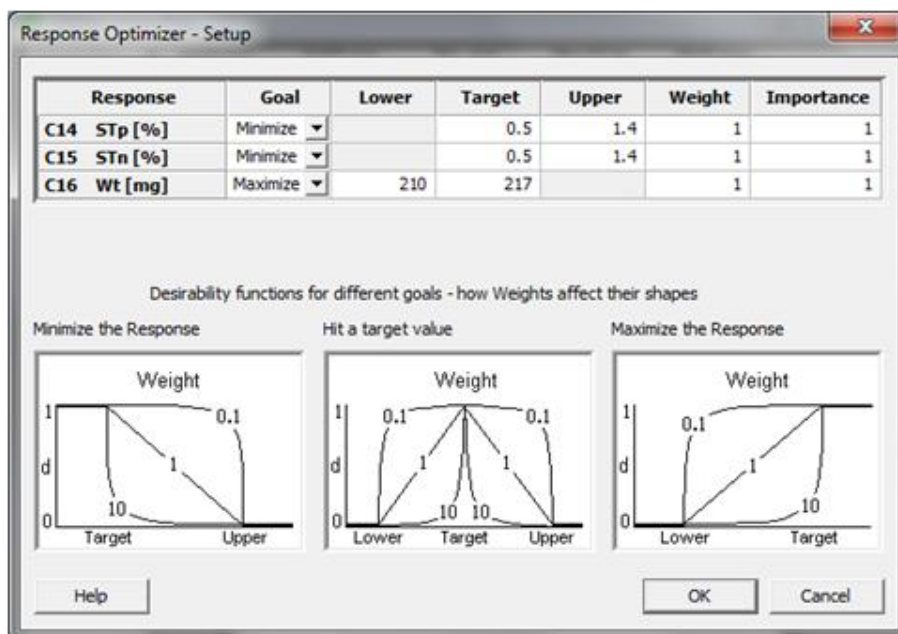 Response Optimizer - Setup
Response Goal Lower Target Upper Weight Importance
C14 STp [%] Minimize 0.5 1.4 1 1
C15 STn [%] Minimize 0.5 1.4 1 1
C16 Wt [mg] Maximize 210 217 1 1
Desirability functions for different goals - how Weights affect their shapes
Minimize the Response Hit a target value Maximize the Response
Weight Weight Weight
1 0.1 1 0.1 0.1 1 0.1
d 1 d 1 1 d 1
10 10 10 10
0 0 0
Target Upper Lower Target Upper Lower Target
Help OK Cancel